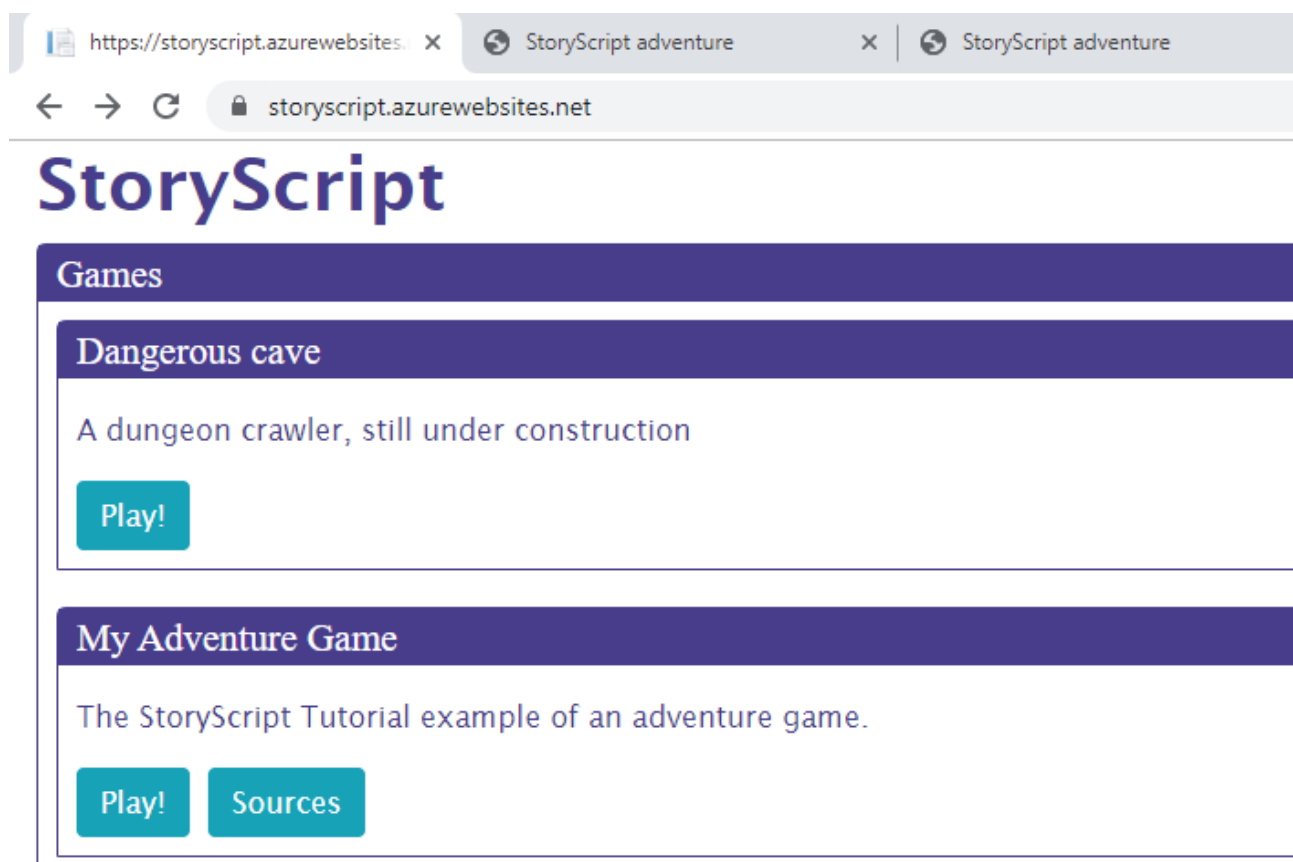 https://storyscript.azurewebsites. StoryScript adventure StoryScript adventure
storyscript.azurewebsites.net
StoryScript
Games
Dangerous cave
A dungeon crawler, still under construction
Play!
My Adventure Game
The StoryScript Tutorial example of an adventure game.
Play! Sources